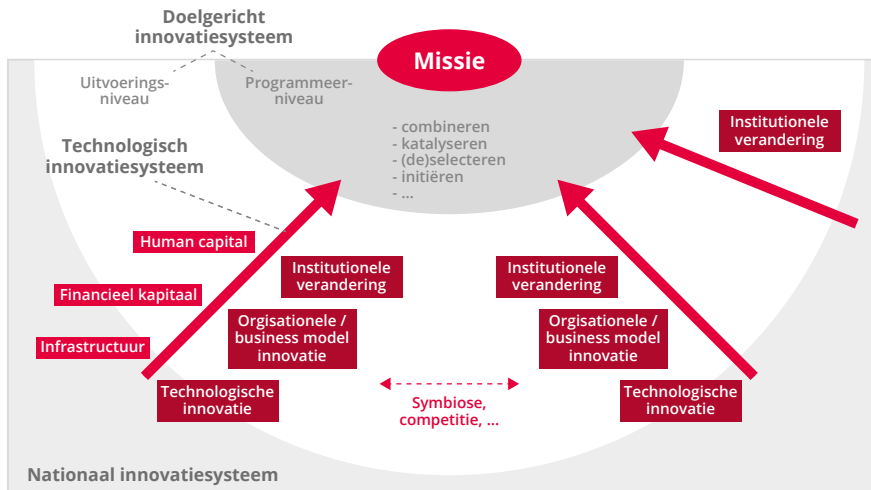 Doelgericht
innovatiesysteem
Missie
Uitvoerings-
niveau
Programmeer-
niveau
- combineren
- katalyseren
- (de)selecteren
- initiëren
- ...
Institutionele
verandering
Technologisch
innovatiesysteem
Human capital
Financieel kapitaal
Infrastructuur
Institutionele
verandering
Orgisationele /
business model
innovatie
Technologische
innovatie
Symbiose,
competitie, ...
Institutionele
verandering
Orgisationele /
business model
innovatie
Technologische
innovatie
Nationaal innovatiesysteem